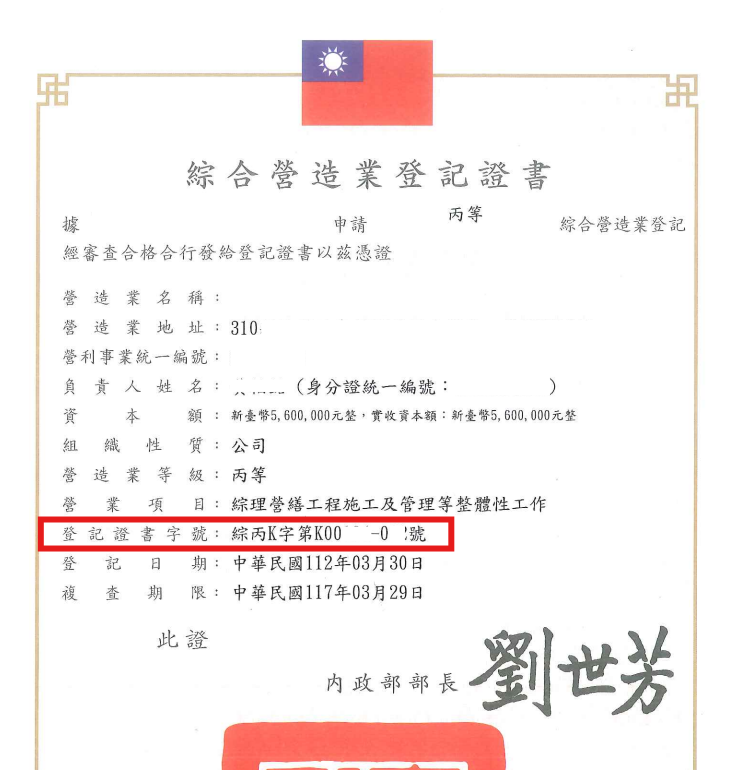 綜合營造業登記證書
據 申請 丙等 綜合營造業登記
經審查合格合行發給登記證書以茲憑證
營造業名稱：
營造業地址：310
營利事業統一編號：
負責人姓名： （身分證統一編號： ）
資本額：新臺幣5,600,000元整，實收資本額：新臺幣5,600,000元整
組織性質：公司
營造業等級：丙等
營業項目：綜理營繕工程施工及管理等整體性工作
登記證書字號：綜丙K字第K00 -0 號
登記日期：中華民國112年03月30日
複查期限：中華民國117年03月29日
此證
內政部部長 劉世芳